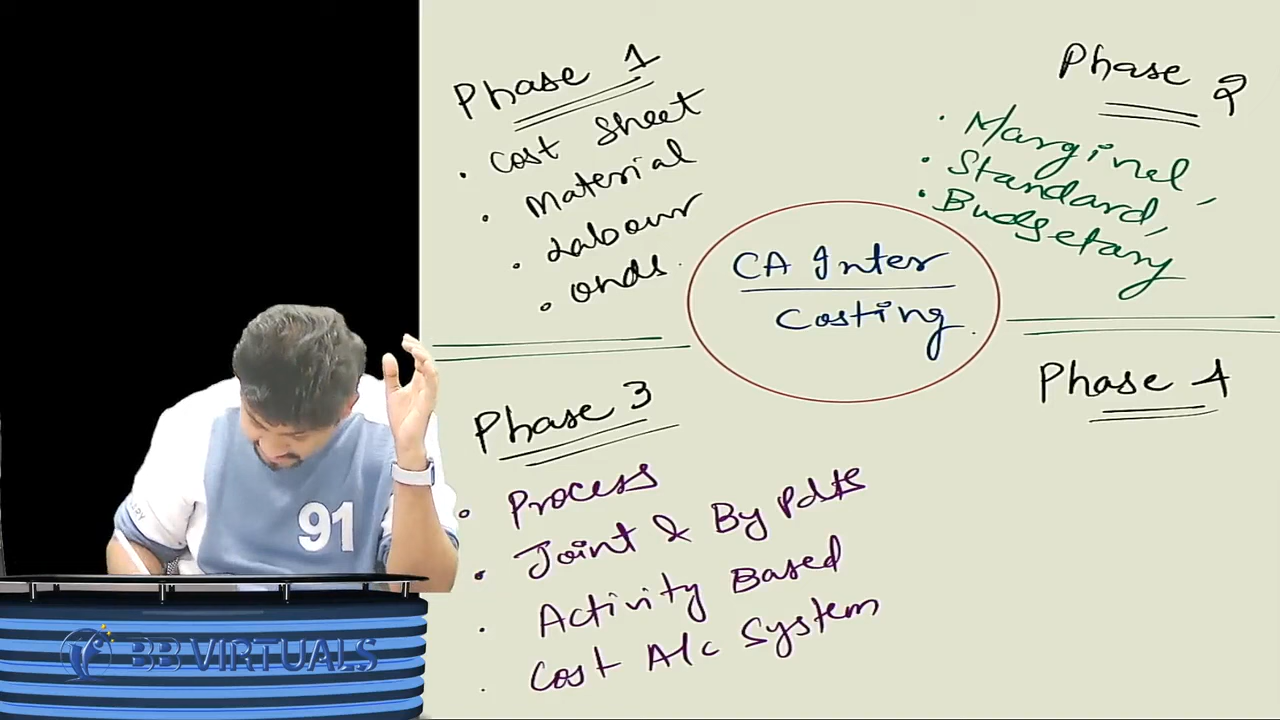 Phase 1
• Cost Sheet
• Material
• Labour
• OHDs.
Phase 2
• Marginal,
• Standard,
• Budgetary
CA Inter
Costing
Phase 3
• Process
• Joint & By Pdts
• Activity Based
• Cost A/c System
Phase 4
91
BB VIRTUALS